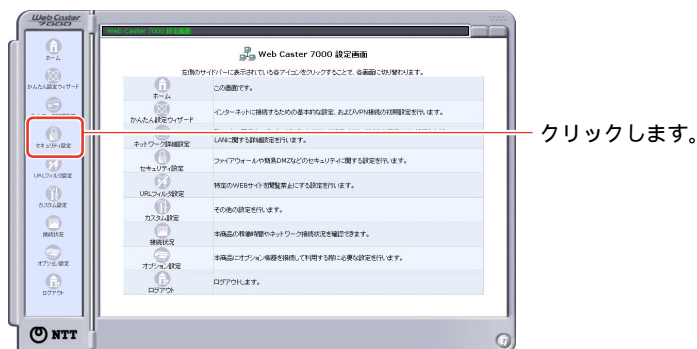 Web Caster
7000
Web Caster 7000 設定画面
ホーム
かんたん設定ウィザード
セキュリティ設定
URLフィルタ設定
カスタム設定
接続状況
オプション設定
ログアウト
NTT
Web Caster 7000 設定画面
左側のサイドバーに表示されている各アイコンをクリックすることで、各画面に切り替わります。
ホーム
この画面です。
かんたん設定ウィザード
インターネットに接続するための基本的な設定、およびVPN接続の初期設定を行います。
ネットワーク詳細設定
LANに関する詳細設定を行います。
セキュリティ設定
ファイアウォールや簡易DMZなどのセキュリティに関する設定を行います。
URLフィルタ設定
特定のWEBサイトを閲覧禁止にする設定を行います。
カスタム設定
その他の設定を行います。
接続状況
本商品の稼働時間やネットワーク接続状況を確認できます。
オプション設定
本商品にオプション機器を接続して利用する際に必要な設定を行います。
ログアウト
ログアウトします。
クリックします。